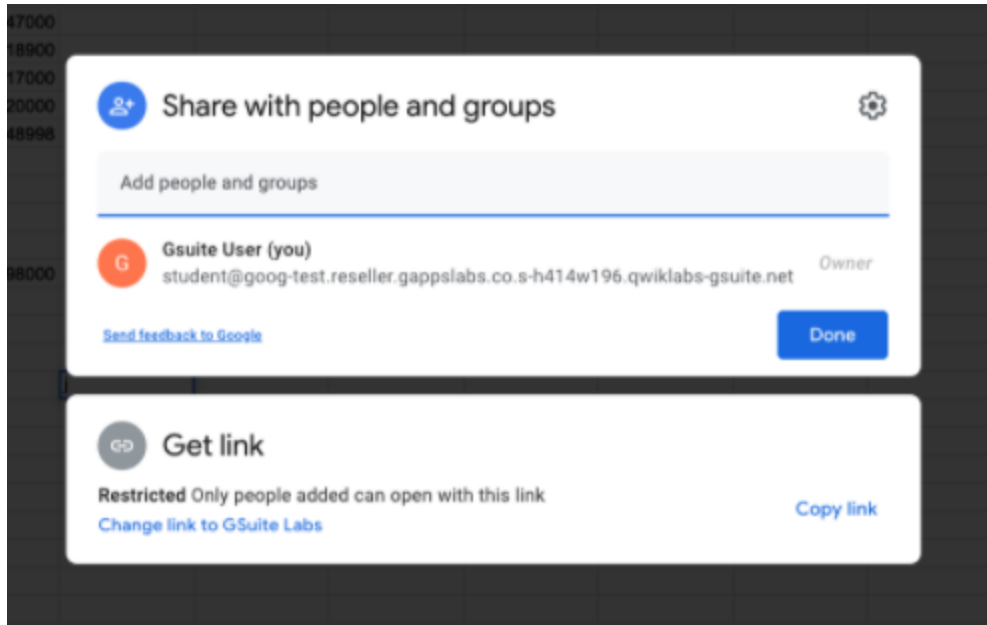 47000
18900
17000
20000
48998
98000
Share with people and groups
Add people and groups
G
Gsuite User (you)
student@goog-test.reseller.gappslabs.co.s-h414w196.qwiklabs-gsuite.net
Owner
Send feedback to Google
Done
Get link
Restricted Only people added can open with this link
Change link to GSuite Labs
Copy link